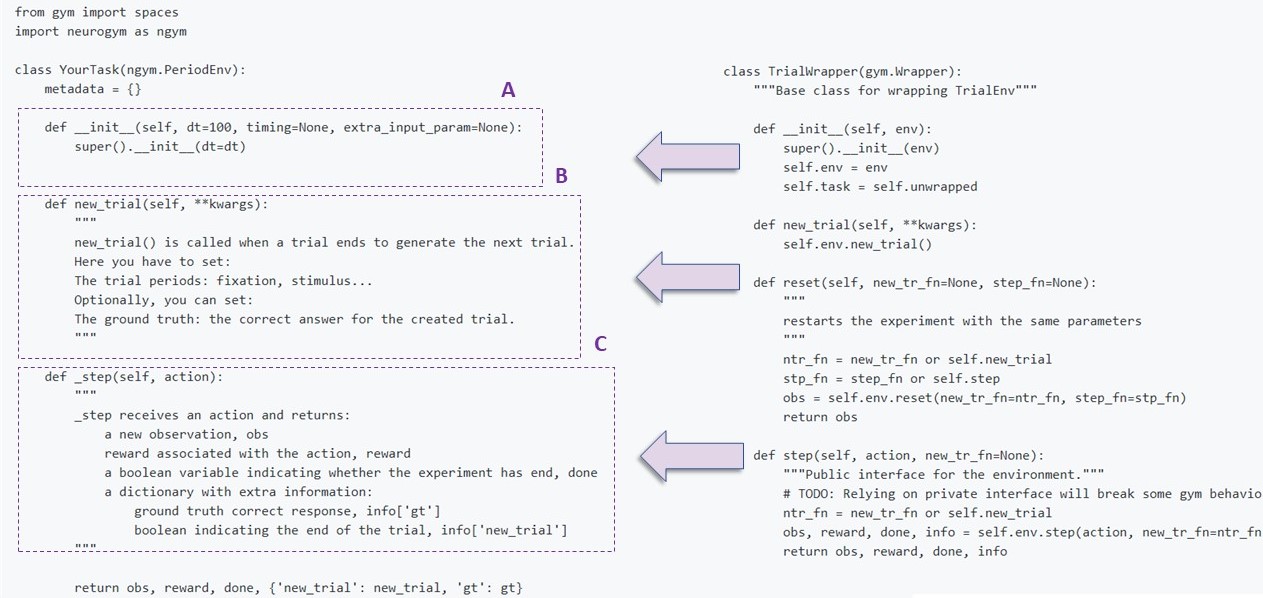 from gym import spaces
import neurogym as ngym
class YourTask(ngym.PeriodEnv):
metadata = {}
A
def __init__(self, dt=100, timing=None, extra_input_param=None):
super().__init__(dt=dt)
B
def new_trial(self, **kwargs):
"""
new_trial() is called when a trial ends to generate the next trial.
Here you have to set:
The trial periods: fixation, stimulus...
Optionally, you can set:
The ground truth: the correct answer for the created trial.
"""
C
def _step(self, action):
"""
_step receives an action and returns:
a new observation, obs
reward associated with the action, reward
a boolean variable indicating whether the experiment has end, done
a dictionary with extra information:
ground truth correct response, info['gt']
boolean indicating the end of the trial, info['new_trial']
"""
return obs, reward, done, {'new_trial': new_trial, 'gt': gt}
class TrialWrapper(gym.Wrapper):
"""Base class for wrapping TrialEnv"""
def __init__(self, env):
super().__init__(env)
self.env = env
self.task = self.unwrapped
def new_trial(self, **kwargs):
self.env.new_trial()
def reset(self, new_tr_fn=None, step_fn=None):
"""
restarts the experiment with the same parameters
"""
ntr_fn = new_tr_fn or self.new_trial
stp_fn = step_fn or self.step
obs = self.env.reset(new_tr_fn=ntr_fn, step_fn=stp_fn)
return obs
def step(self, action, new_tr_fn=None):
"""Public interface for the environment."""
# TODO: Relying on private interface will break some gym behavio
ntr_fn = new_tr_fn or self.new_trial
obs, reward, done, info = self.env.step(action, new_tr_fn=ntr_fn
return obs, reward, done, info